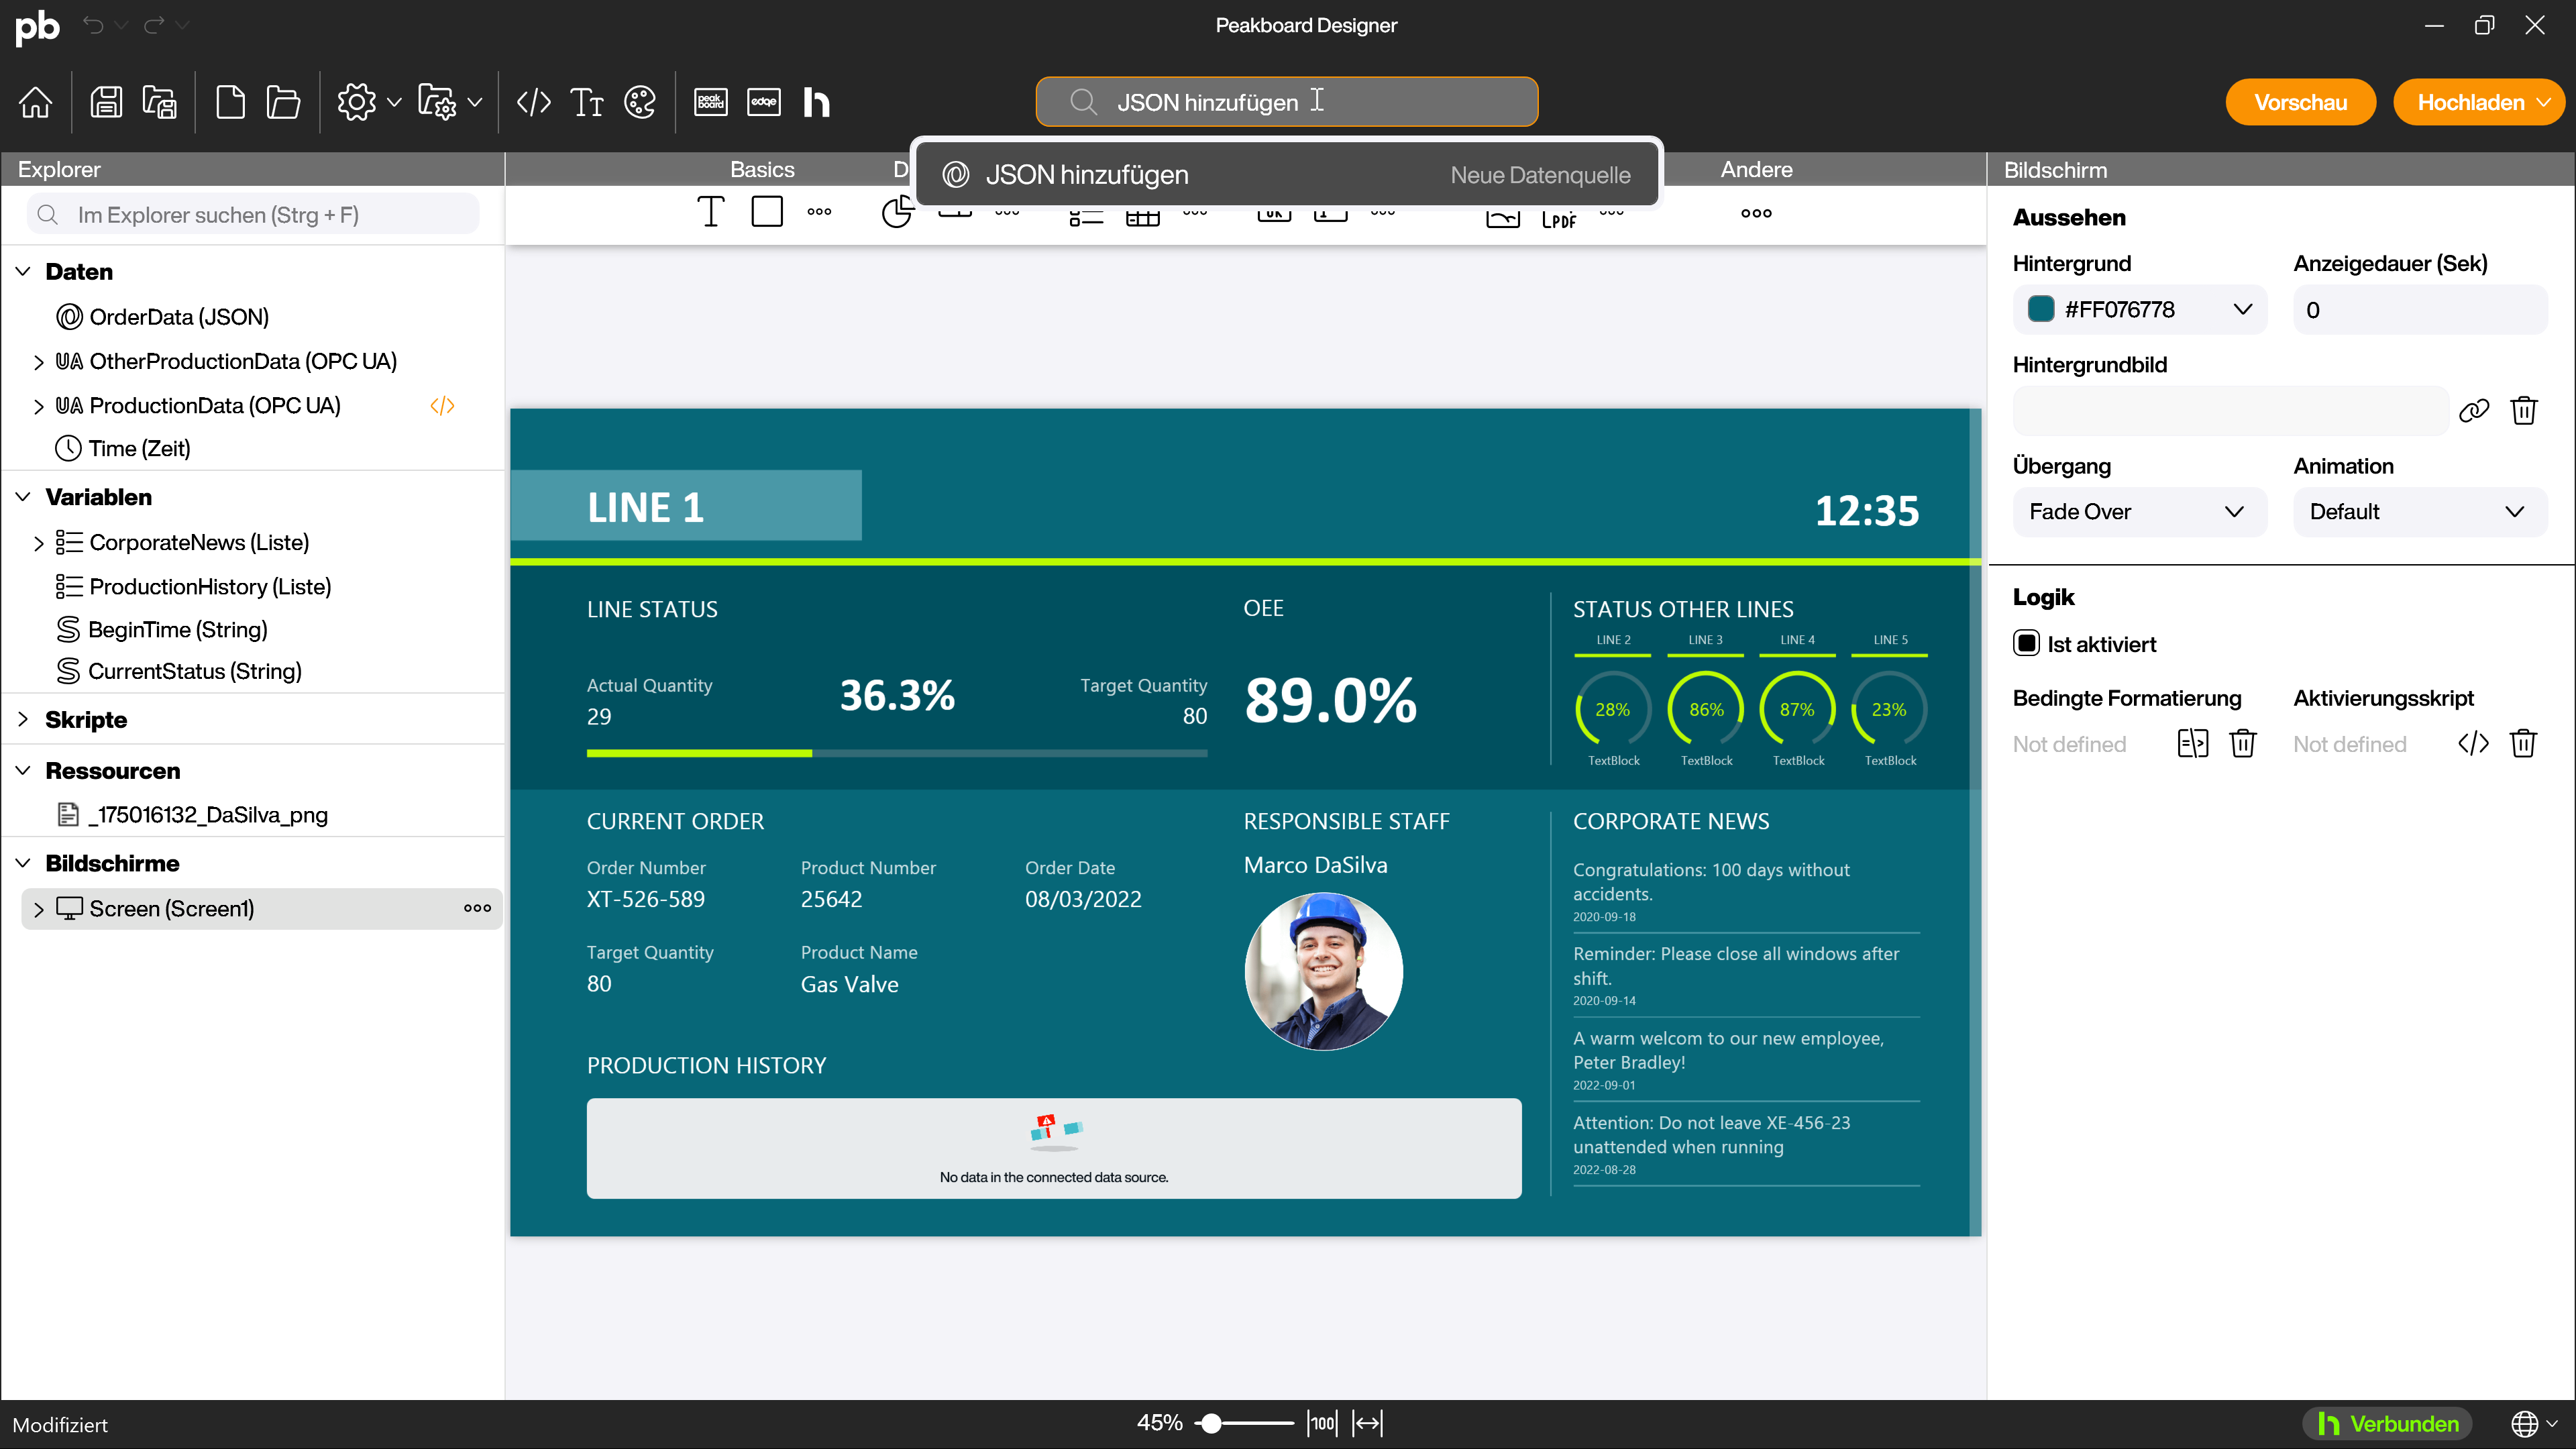 pb
Peakboard Designer
peak
board
edge
h
JSON hinzufügen
Vorschau
Hochladen
JSON hinzufügen
Neue Datenquelle
Explorer
Basics
D
Andere
Bildschirm
Im Explorer suchen (Strg + F)
PDF
Daten
OrderData (JSON)
UA OtherProductionData (OPC UA)
UA ProductionData (OPC UA)
Time (Zeit)
Variablen
CorporateNews (Liste)
ProductionHistory (Liste)
BeginTime (String)
CurrentStatus (String)
Skripte
Ressourcen
_175016132_DaSilva_png
Bildschirme
Screen (Screen1)
LINE 1
12:35
LINE STATUS
Actual Quantity
29
36.3%
Target Quantity
80
OEE
89.0%
STATUS OTHER LINES
LINE 2
LINE 3
LINE 4
LINE 5
28%
86%
87%
23%
TextBlock
TextBlock
TextBlock
TextBlock
CURRENT ORDER
Order Number
XT-526-589
Product Number
25642
Order Date
08/03/2022
Target Quantity
80
Product Name
Gas Valve
RESPONSIBLE STAFF
Marco DaSilva
PRODUCTION HISTORY
No data in the connected data source.
CORPORATE NEWS
Congratulations: 100 days without
accidents.
2020-09-18
Reminder: Please close all windows after
shift.
2020-09-14
A warm welcom to our new employee,
Peter Bradley!
2022-09-01
Attention: Do not leave XE-456-23
unattended when running
2022-08-28
Aussehen
Hintergrund
Anzeigedauer (Sek)
#FF076778
0
Hintergrundbild
Übergang
Animation
Fade Over
Default
Logik
Ist aktiviert
Bedingte Formatierung
Aktivierungsskript
Not defined
Not defined
Modifiziert
45%
100
h Verbunden